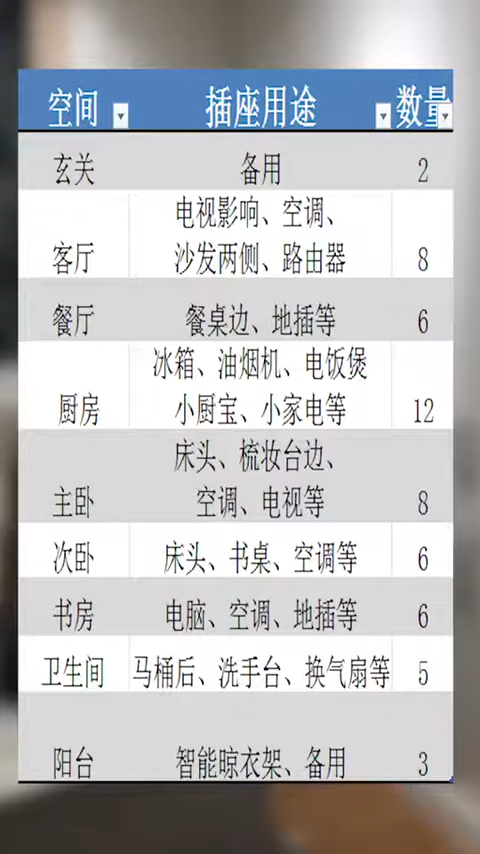 空间 插座用途 数量
玄关 备用 2
电视影响、空调、
客厅 沙发两侧、路由器 8
餐厅 餐桌边、地插等 6
冰箱、油烟机、电饭煲
厨房 小厨宝、小家电等 12
床头、梳妆台边、
主卧 空调、电视等 8
次卧 床头、书桌、空调等 6
书房 电脑、空调、地插等 6
卫生间 马桶后、洗手台、换气扇等 5
阳台 智能晾衣架、备用 3